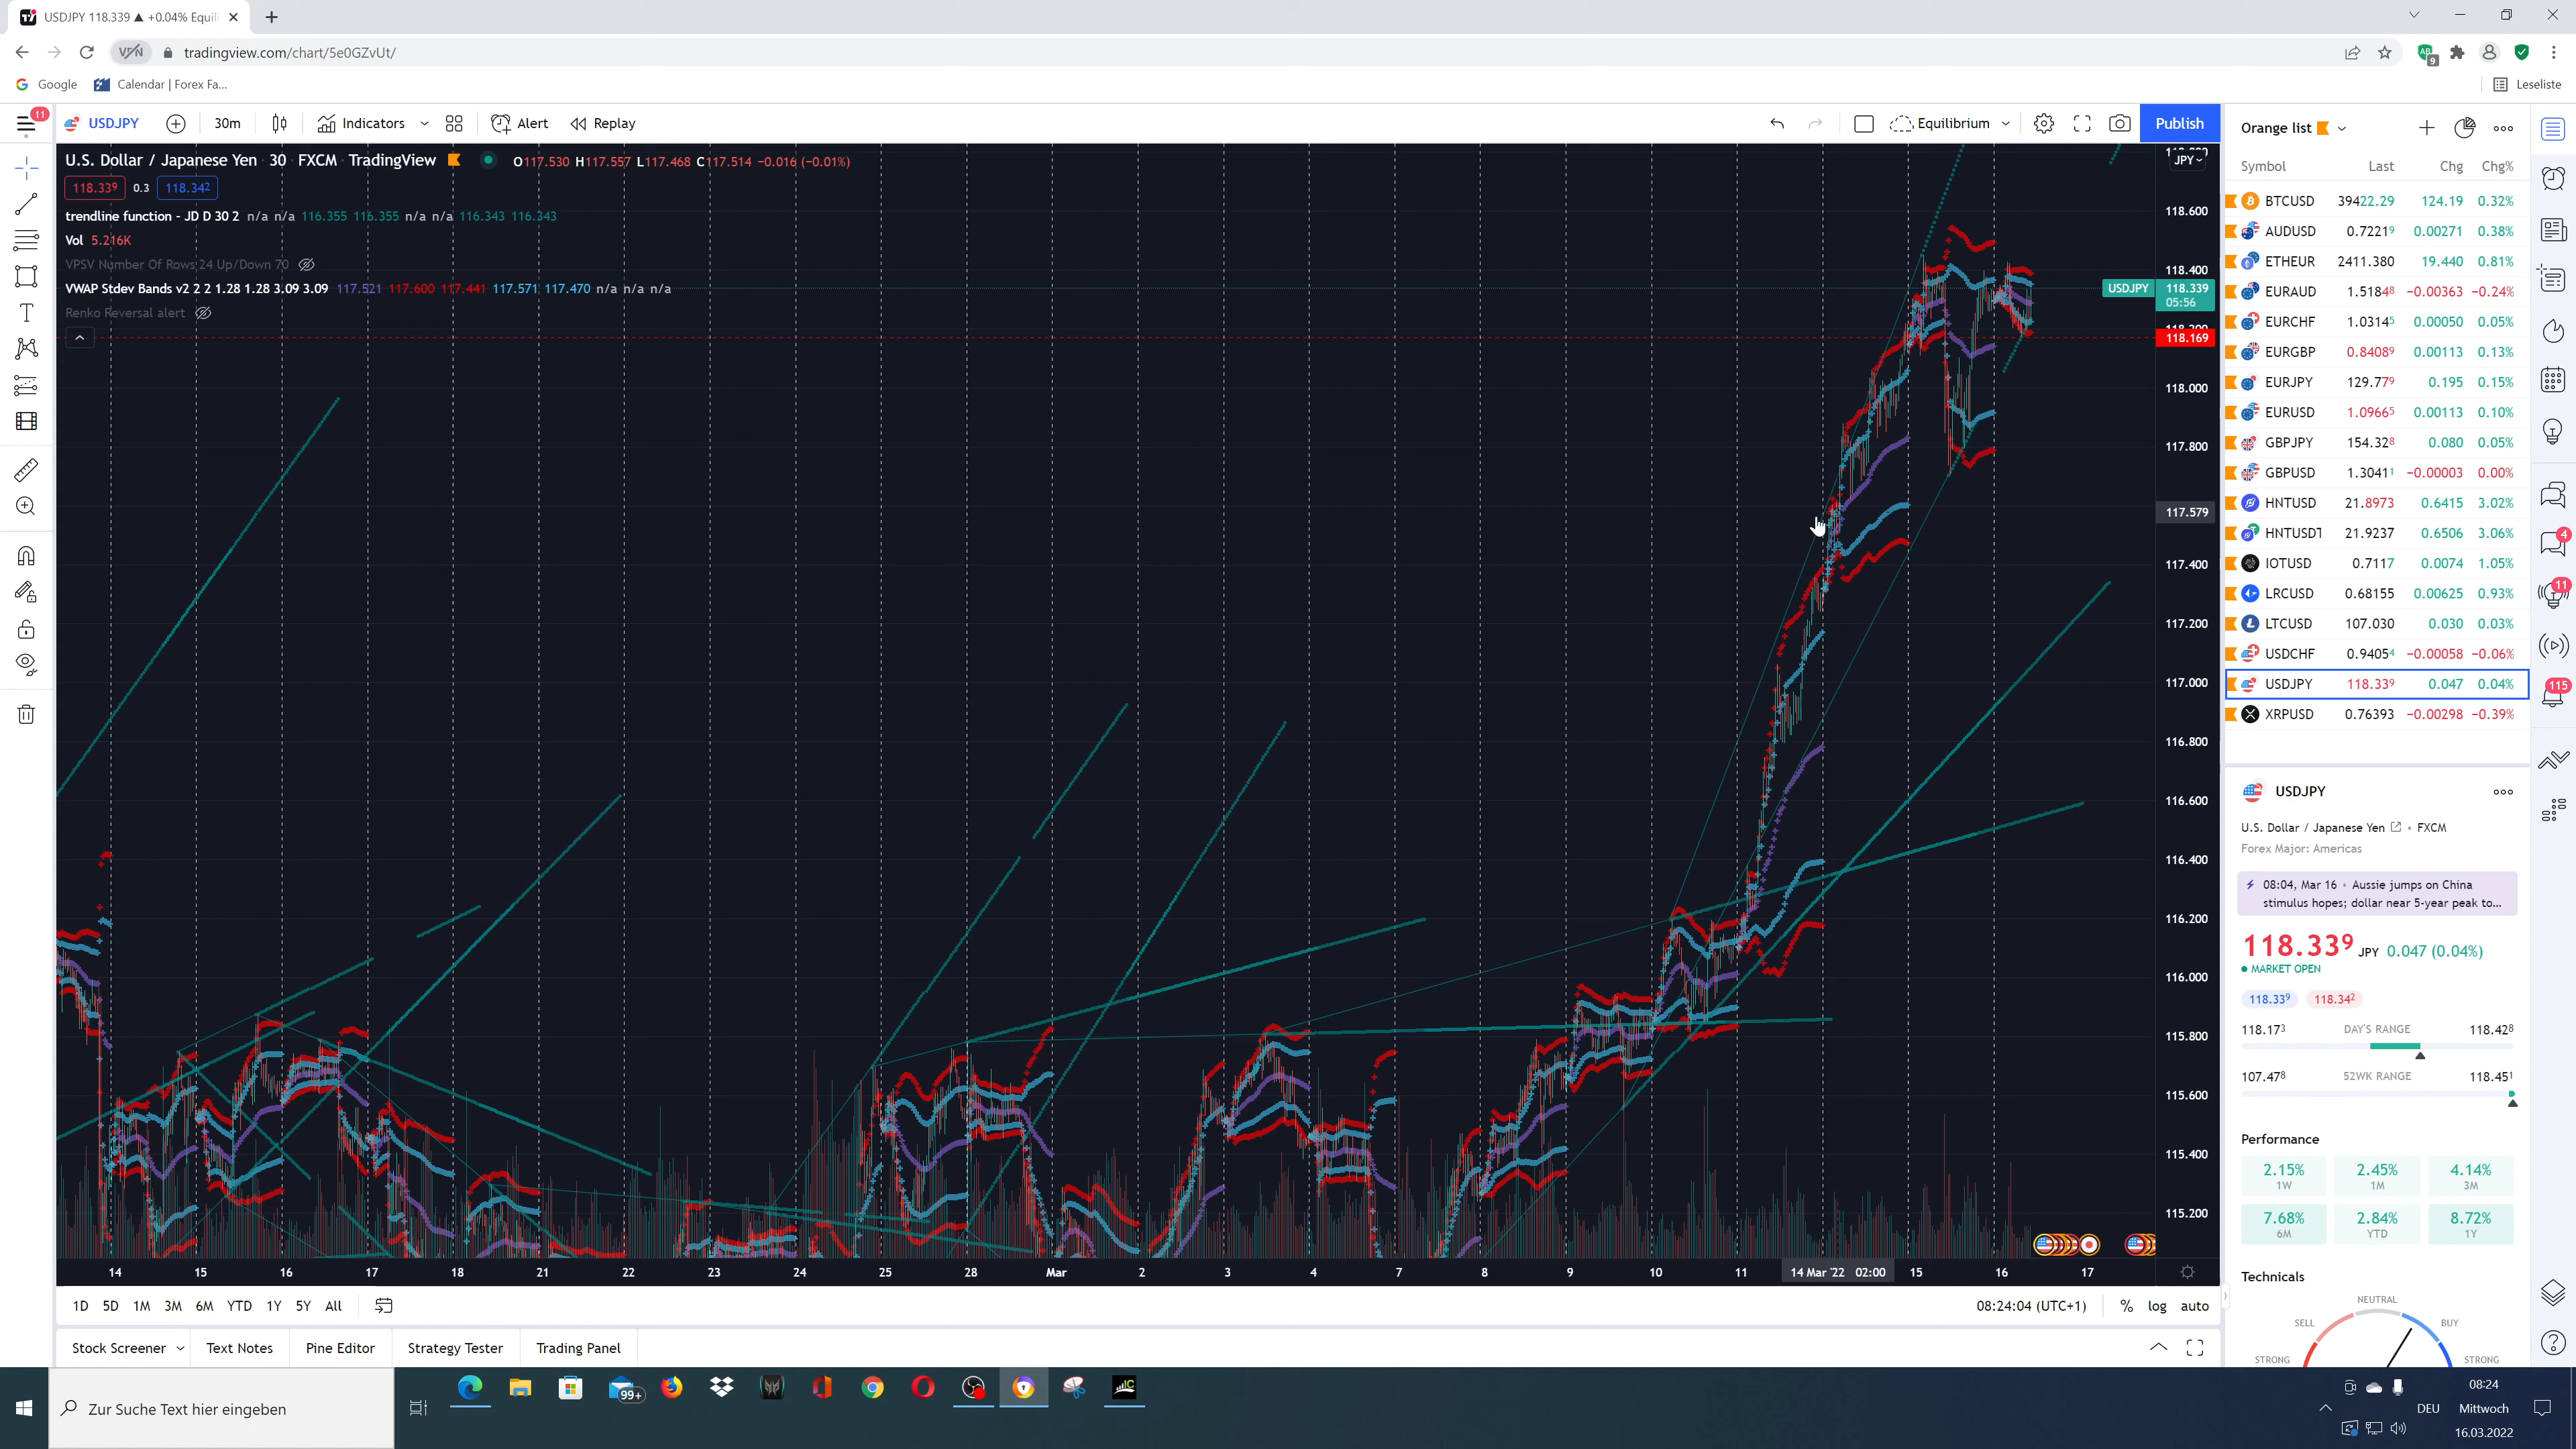 USDJPY 118.339 ▲ +0.04% Equili
VPN
tradingview.com/chart/5e0GZvUt/
9
Google
Calendar | Forex Fa...
Leseliste
11
USDJPY
30m
Indicators
Alert
Replay
Equilibrium
Publish
U.S. Dollar / Japanese Yen · 30 · FXCM · TradingView
O117.530 H117.557 L117.468 C117.514 −0.016 (−0.01%)
118.339 0.3 118.342
trendline function - JD D 30 2 n/a n/a 116.355 116.355 n/a n/a 116.343 116.343
Vol 5.216K
VPSV Number Of Rows 24 Up/Down 70
VWAP Stdev Bands v2 2 2 1.28 1.28 3.09 3.09 117.521 117.600 117.441 117.571 117.470 n/a n/a n/a
Renko Reversal alert
JPY
118.600
118.400
USDJPY 118.339
05:56
118.169
118.000
117.800
117.579
117.400
117.200
117.000
116.800
116.600
116.400
116.200
116.000
115.800
115.600
115.400
115.200
14 15 16 17 18 21 22 23 24 25 28 Mar 2 3 4 7 8 9 10 11 14 Mar '22 02:00 15 16 17
1D 5D 1M 3M 6M YTD 1Y 5Y All
08:24:04 (UTC+1)
% log auto
Stock Screener
Text Notes
Pine Editor
Strategy Tester
Trading Panel
Orange list
Symbol Last Chg Chg%
BTCUSD 39422.29 124.19 0.32%
AUDUSD 0.72219 0.00271 0.38%
ETHEUR 2411.380 19.440 0.81%
EURAUD 1.51848 −0.00363 −0.24%
EURCHF 1.03145 0.00050 0.05%
EURGBP 0.84089 0.00113 0.13%
EURJPY 129.779 0.195 0.15%
EURUSD 1.09665 0.00113 0.10%
GBPJPY 154.328 0.080 0.05%
GBPUSD 1.30411 −0.00003 0.00%
HNTUSD 21.8973 0.6415 3.02%
HNTUSDT 21.9237 0.6506 3.06%
IOTUSD 0.7117 0.0074 1.05%
LRCUSD 0.68155 0.00625 0.93%
LTCUSD 107.030 0.030 0.03%
USDCHF 0.94054 −0.00058 −0.06%
USDJPY 118.339 0.047 0.04%
XRPUSD 0.76393 −0.00298 −0.39%
4
11
115
USDJPY
U.S. Dollar / Japanese Yen • FXCM
Forex Major: Americas
08:04, Mar 16 • Aussie jumps on China
stimulus hopes; dollar near 5-year peak to...
118.339 JPY 0.047 (0.04%)
MARKET OPEN
118.339 118.342
118.173 DAY'S RANGE 118.428
107.478 52WK RANGE 118.451
Performance
2.15% 2.45% 4.14%
1W 1M 3M
7.68% 2.84% 8.72%
6M YTD 1Y
Technicals
NEUTRAL
SELL BUY
STRONG STRONG
Zur Suche Text hier eingeben
99+
IC
08:24
DEU Mittwoch
16.03.2022